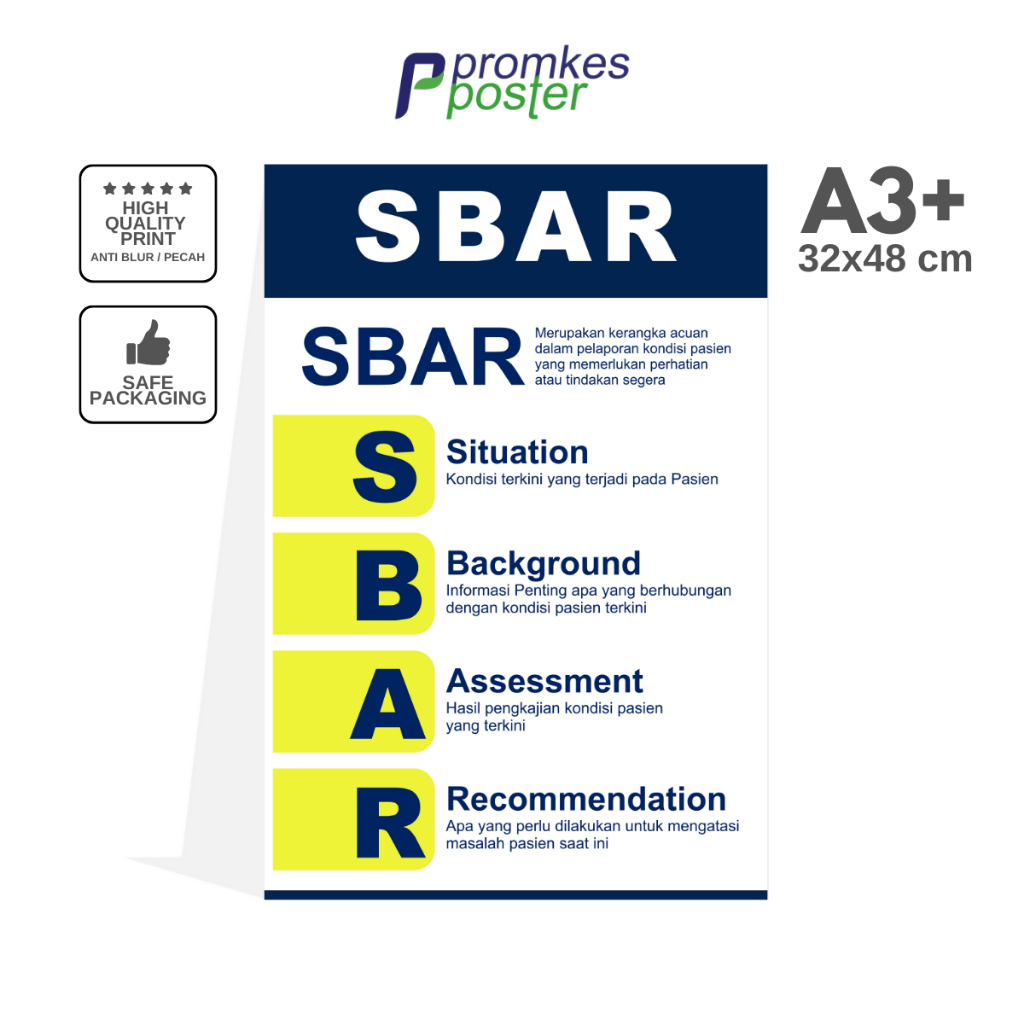 promkes
poster
HIGH
QUALITY
PRINT
ANTI BLUR / PECAH
SAFE
PACKAGING
A3+
32x48 cm
SBAR
SBAR
Merupakan kerangka acuan
dalam pelaporan kondisi pasien
yang memerlukan perhatian
atau tindakan segera
S
Situation
Kondisi terkini yang terjadi pada Pasien
B
Background
Informasi Penting apa yang berhubungan
dengan kondisi pasien terkini
A
Assessment
Hasil pengkajian kondisi pasien
yang terkini
R
Recommendation
Apa yang perlu dilakukan untuk mengatasi
masalah pasien saat ini